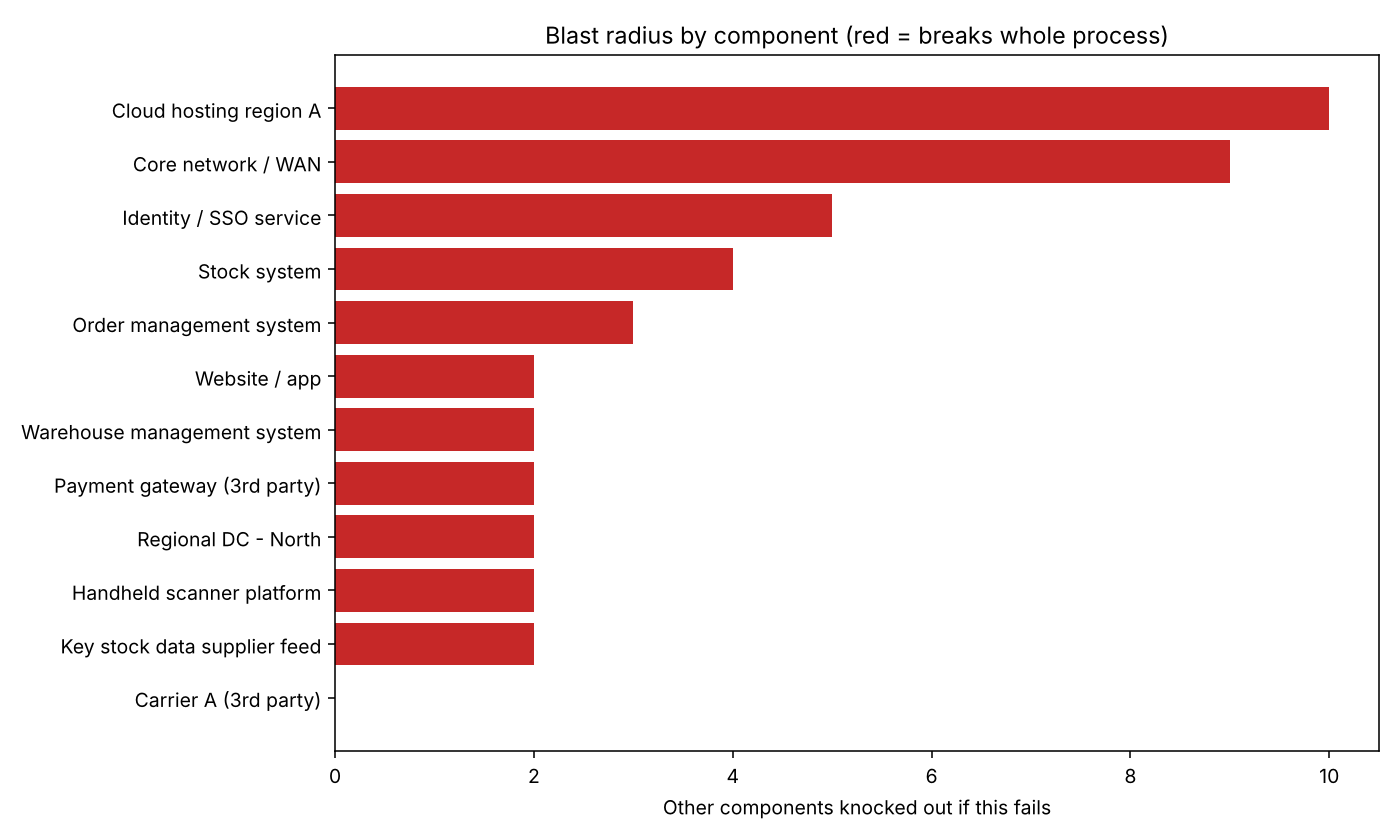 Blast radius by component (red = breaks whole process)
Cloud hosting region A
Core network / WAN
Identity / SSO service
Stock system
Order management system
Website / app
Warehouse management system
Payment gateway (3rd party)
Regional DC - North
Handheld scanner platform
Key stock data supplier feed
Carrier A (3rd party)
0 2 4 6 8 10
Other components knocked out if this fails